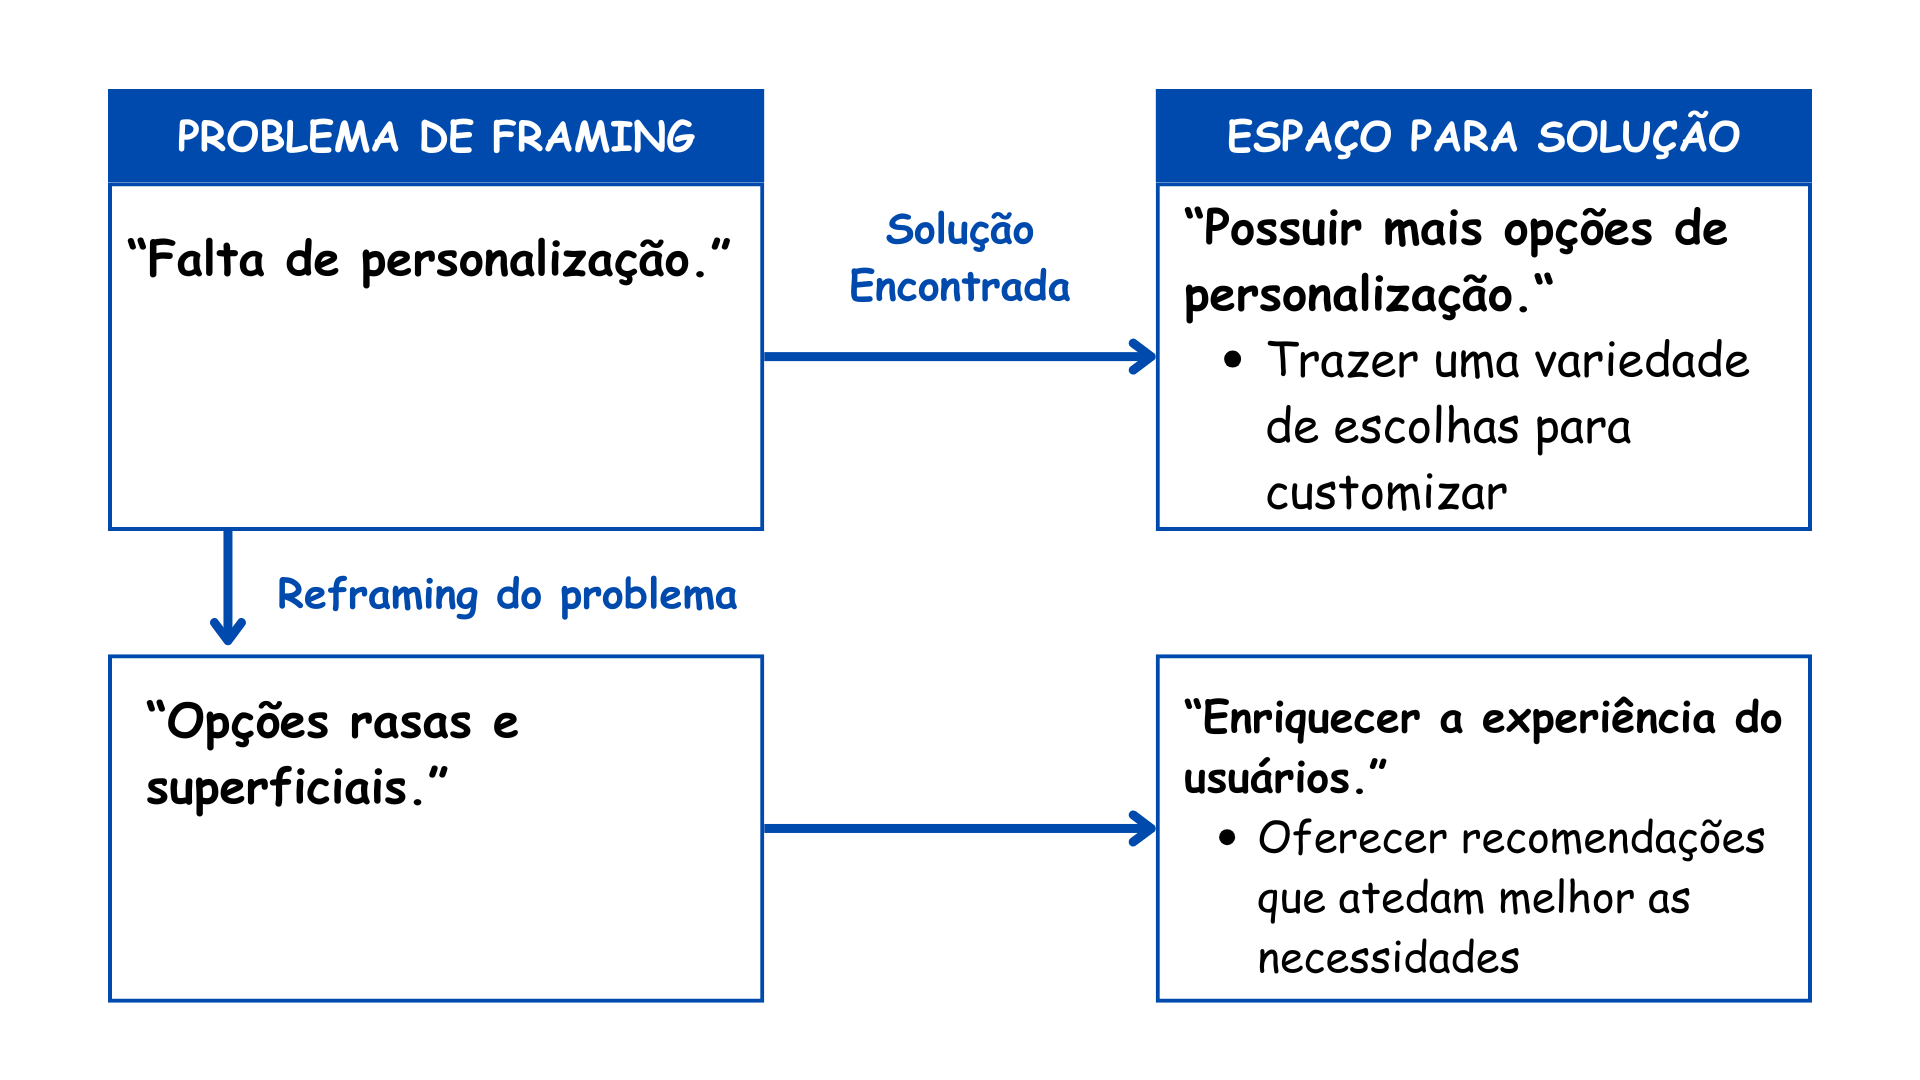 PROBLEMA DE FRAMING
“Falta de personalização.”
Solução
Encontrada
ESPAÇO PARA SOLUÇÃO
“Possuir mais opções de
personalização.“
• Trazer uma variedade
de escolhas para
customizar
Reframing do problema
“Opções rasas e
superficiais.”
“Enriquecer a experiência do
usuários.”
• Oferecer recomendações
que atedam melhor as
necessidades